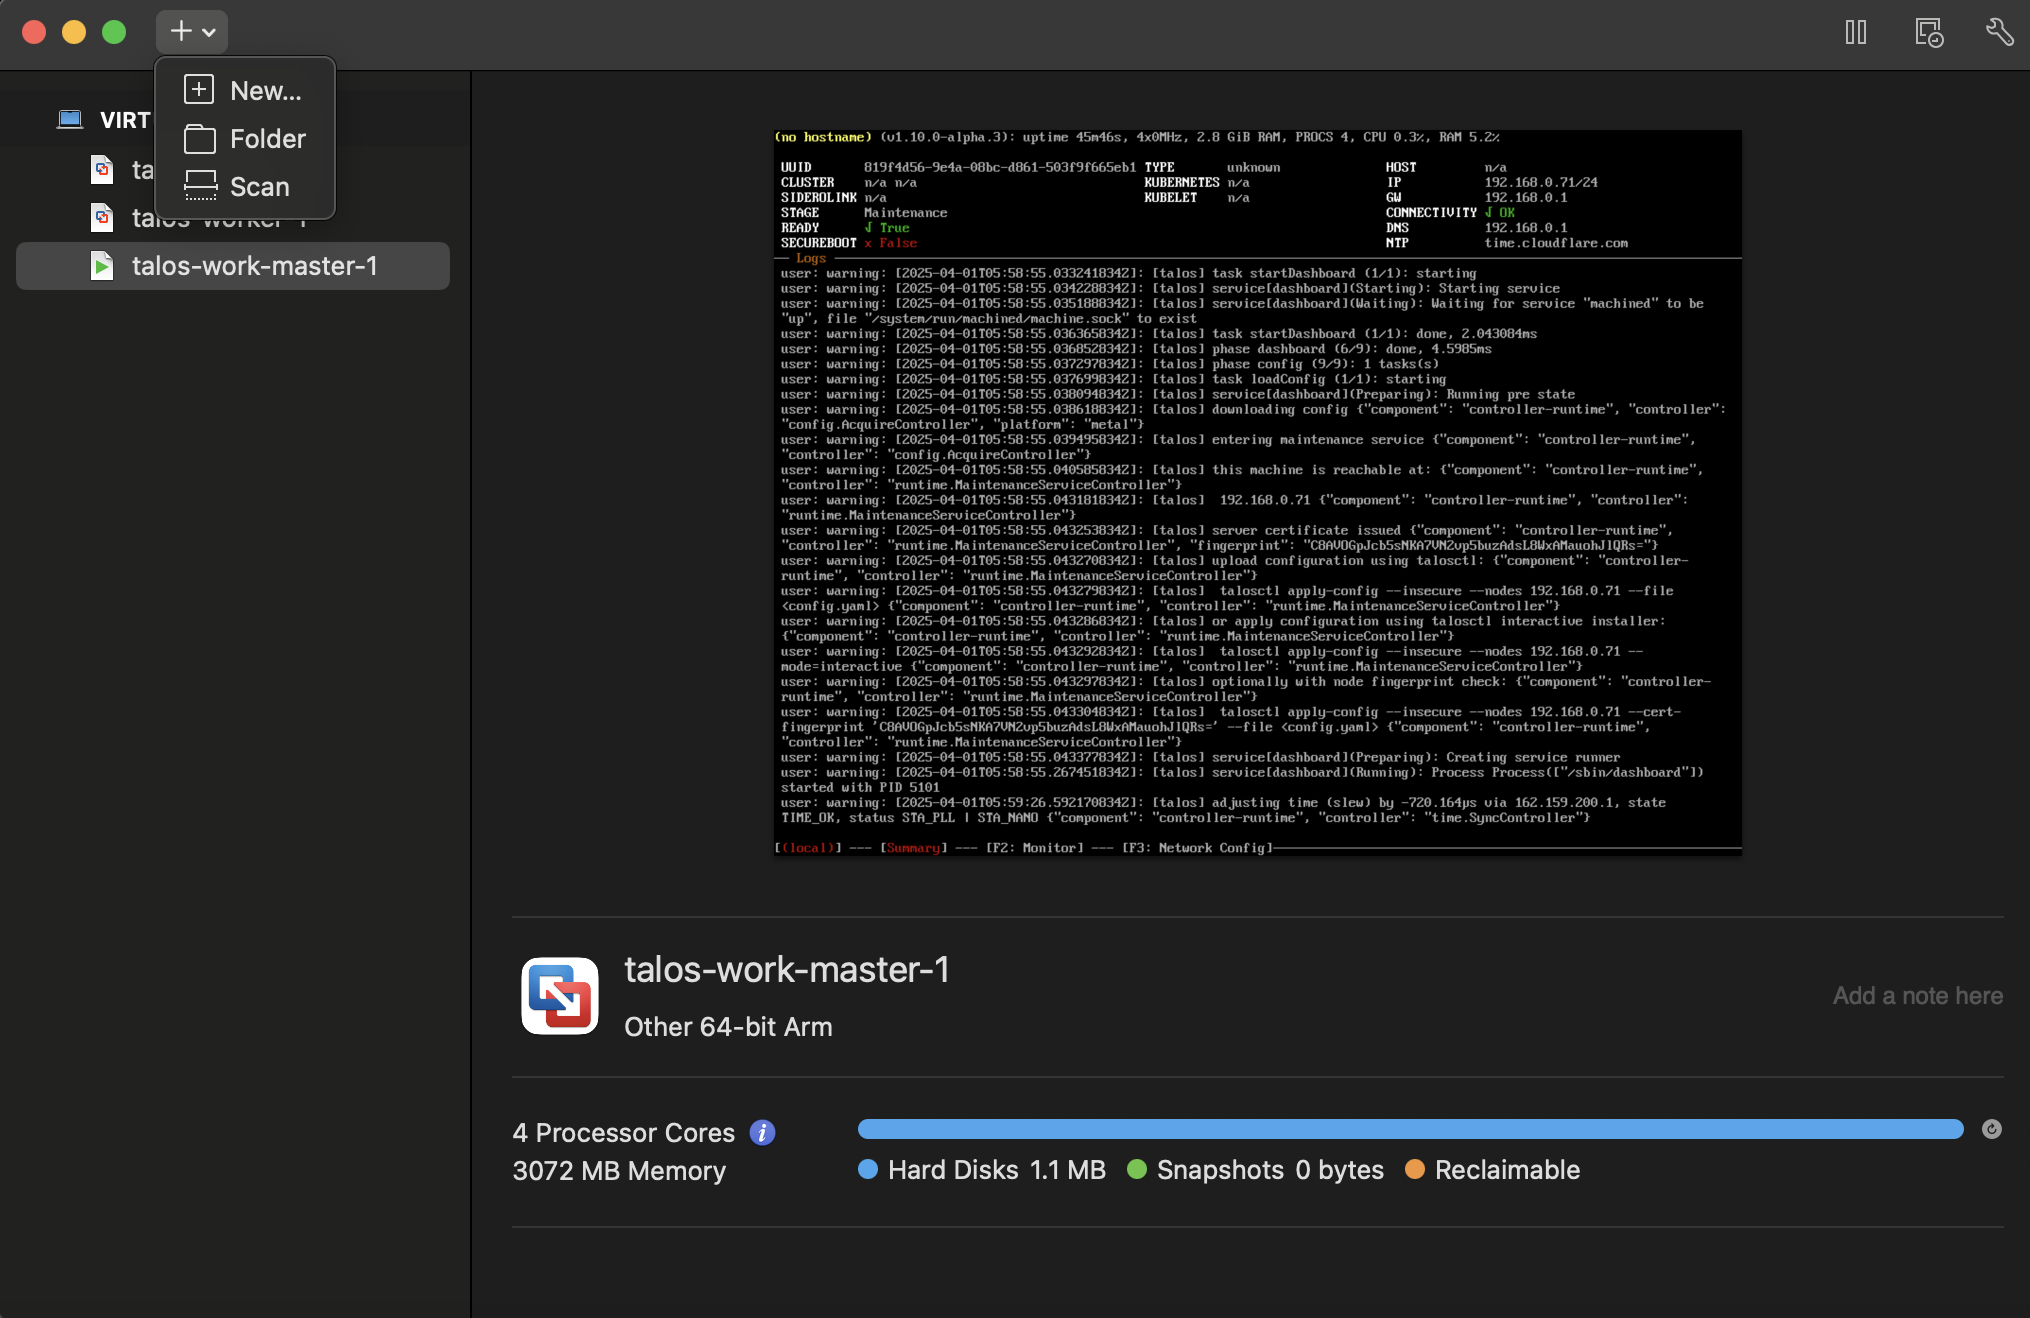 New...
Folder
Scan
VIRT
ta
talos-worker-1
talos-work-master-1
(no hostname) (v1.10.0-alpha.3): uptime 45m46s, 4x0MHz, 2.8 GiB RAM, PROCS 4, CPU 0.3%, RAM 5.2%
UUID 819f4d56-9e4a-08bc-d861-503f9f665eb1 TYPE unknown HOST n/a
CLUSTER n/a n/a KUBERNETES n/a IP 192.168.0.71/24
SIDEROLINK n/a KUBELET n/a GW 192.168.0.1
STAGE Maintenance CONNECTIVITY √ OK
READY √ True DNS 192.168.0.1
SECUREBOOT x False NTP time.cloudflare.com
Logs
user: warning: [2025-04-01T05:58:55.033241834Z]: [talos] task startDashboard (1/1): starting
user: warning: [2025-04-01T05:58:55.034228834Z]: [talos] service[dashboard](Starting): Starting service
user: warning: [2025-04-01T05:58:55.035188834Z]: [talos] service[dashboard](Waiting): Waiting for service "machined" to be
"up", file "/system/run/machined/machine.sock" to exist
user: warning: [2025-04-01T05:58:55.036365834Z]: [talos] task startDashboard (1/1): done, 2.043084ms
user: warning: [2025-04-01T05:58:55.036852834Z]: [talos] phase dashboard (6/9): done, 4.5985ms
user: warning: [2025-04-01T05:58:55.037297834Z]: [talos] phase config (9/9): 1 tasks(s)
user: warning: [2025-04-01T05:58:55.037699834Z]: [talos] task loadConfig (1/1): starting
user: warning: [2025-04-01T05:58:55.038094834Z]: [talos] service[dashboard](Preparing): Running pre state
user: warning: [2025-04-01T05:58:55.038618834Z]: [talos] downloading config {"component": "controller-runtime", "controller":
"config.AcquireController", "platform": "metal"}
user: warning: [2025-04-01T05:58:55.039495834Z]: [talos] entering maintenance service {"component": "controller-runtime",
"controller": "config.AcquireController"}
user: warning: [2025-04-01T05:58:55.040585834Z]: [talos] this machine is reachable at: {"component": "controller-runtime",
"controller": "runtime.MaintenanceServiceController"}
user: warning: [2025-04-01T05:58:55.043181834Z]: [talos] 192.168.0.71 {"component": "controller-runtime", "controller":
"runtime.MaintenanceServiceController"}
user: warning: [2025-04-01T05:58:55.043253834Z]: [talos] server certificate issued {"component": "controller-runtime",
"controller": "runtime.MaintenanceServiceController", "fingerprint": "C8AVOGpJcb5sNKA7VN2vp5buzAdsL8WxAMauohJlQRs="}
user: warning: [2025-04-01T05:58:55.043270834Z]: [talos] upload configuration using talosctl: {"component": "controller-
runtime", "controller": "runtime.MaintenanceServiceController"}
user: warning: [2025-04-01T05:58:55.043279834Z]: [talos] talosctl apply-config --insecure --nodes 192.168.0.71 --file
<config.yaml> {"component": "controller-runtime", "controller": "runtime.MaintenanceServiceController"}
user: warning: [2025-04-01T05:58:55.043286834Z]: [talos] or apply configuration using talosctl interactive installer:
{"component": "controller-runtime", "controller": "runtime.MaintenanceServiceController"}
user: warning: [2025-04-01T05:58:55.043292834Z]: [talos] talosctl apply-config --insecure --nodes 192.168.0.71 --
mode=interactive {"component": "controller-runtime", "controller": "runtime.MaintenanceServiceController"}
user: warning: [2025-04-01T05:58:55.043297834Z]: [talos] optionally with node fingerprint check: {"component": "controller-
runtime", "controller": "runtime.MaintenanceServiceController"}
user: warning: [2025-04-01T05:58:55.043304834Z]: [talos] talosctl apply-config --insecure --nodes 192.168.0.71 --cert-
fingerprint 'C8AVOGpJcb5sNKA7VN2vp5buzAdsL8WxAMauohJlQRs=' --file <config.yaml> {"component": "controller-runtime",
"controller": "runtime.MaintenanceServiceController"}
user: warning: [2025-04-01T05:58:55.043377834Z]: [talos] service[dashboard](Preparing): Creating service runner
user: warning: [2025-04-01T05:58:55.267451834Z]: [talos] service[dashboard](Running): Process Process(["/sbin/dashboard"])
started with PID 5101
user: warning: [2025-04-01T05:59:26.592170834Z]: [talos] adjusting time (slew) by -720.164µs via 162.159.200.1, state
TIME_OK, status STA_PLL | STA_NANO {"component": "controller-runtime", "controller": "time.SyncController"}
[(local)] --- [Summary] --- [F2: Monitor] --- [F3: Network Config]
talos-work-master-1
Other 64-bit Arm
Add a note here
4 Processor Cores
3072 MB Memory
Hard Disks 1.1 MB Snapshots 0 bytes Reclaimable